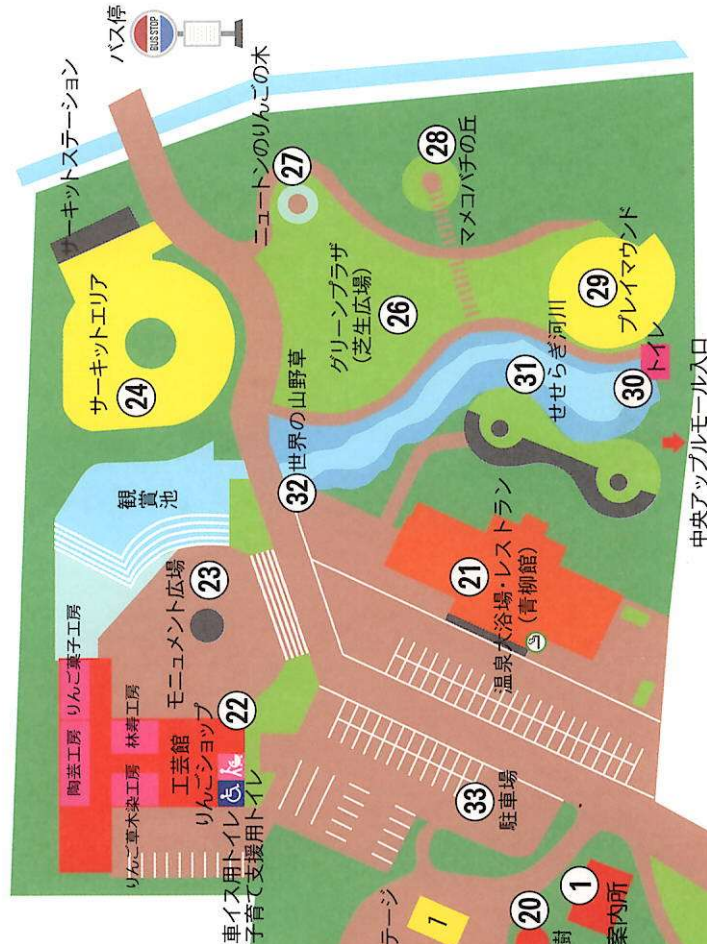 バス停
BUS STOP
サーキットステーション
サーキットエリア
24
ニュートンのりんごの木
27
マメコバチの丘
28
グリーンプラザ
(芝生広場)
26
29
プレイマウンド
せせらぎ河川
31
30
トイレ
中央アップルモール入口
世界の山野草
32
観賞池
モニュメント広場
23
温泉大浴場・レストラン
(青柳館)
21
りんご菓子工房
陶芸工房
林寿工房
りんご草木染工房
工芸館
りんごショップ
22
車イス用トイレ
子育て支援用トイレ
駐車場
33
テージ
7
20
樹
1
案内所